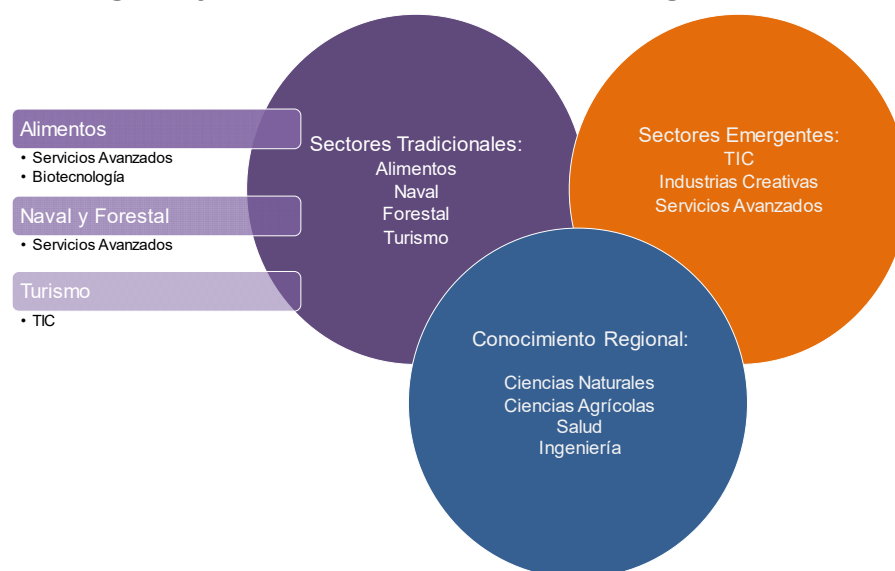 Alimentos
• Servicios Avanzados
• Biotecnología
Naval y Forestal
• Servicios Avanzados
Turismo
• TIC
Sectores Tradicionales:
Alimentos
Naval
Forestal
Turismo
Sectores Emergentes:
TIC
Industrias Creativas
Servicios Avanzados
Conocimiento Regional:
Ciencias Naturales
Ciencias Agrícolas
Salud
Ingeniería